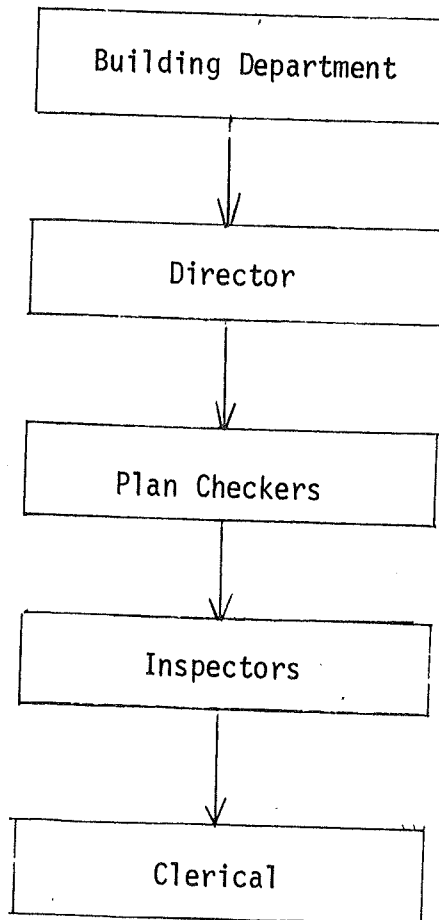 Building Department
Director
Plan Checkers
Inspectors
Clerical